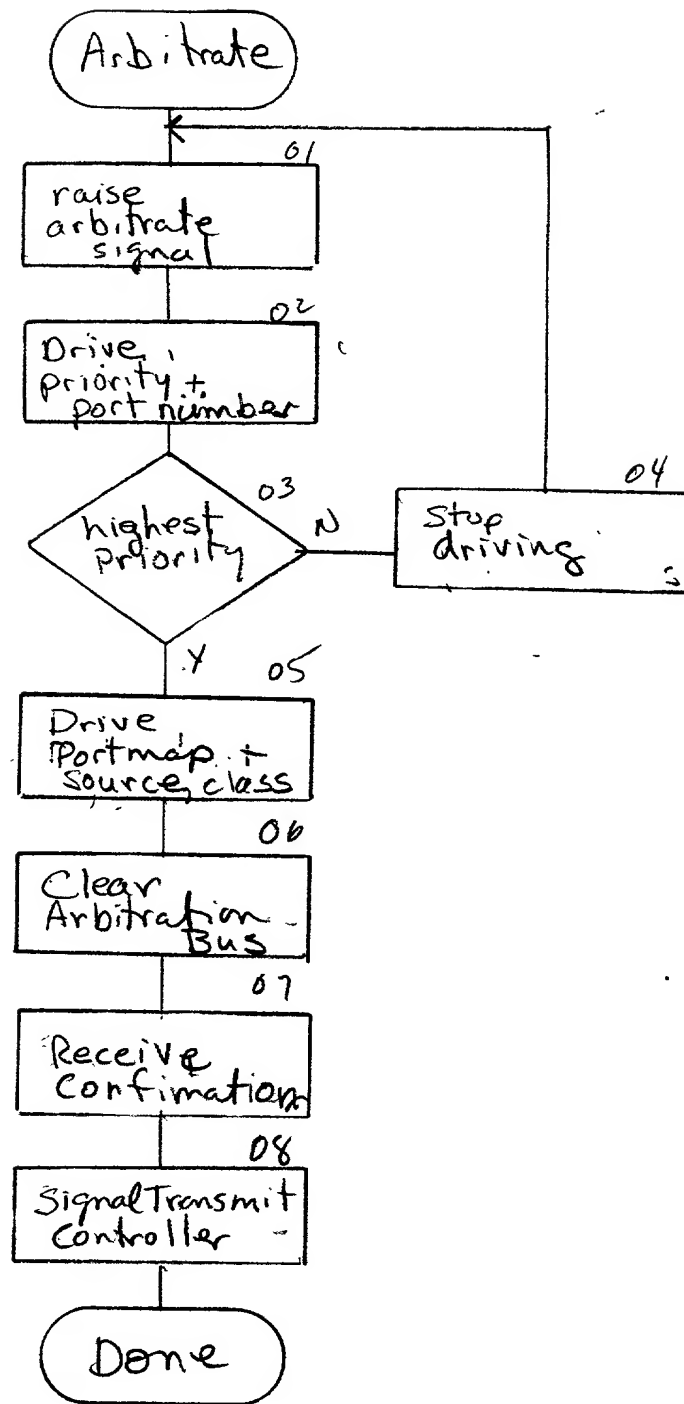 Arbitrate
01
raise
arbitrate
signal
02
Drive
priority +
port number
03
highest
priority
N
04
Stop
driving
Y
05
Drive
Portmap +
source class
06
Clear
Arbitration
Bus
07
Receive
Confimation
08
Signal Transmit
Controller
Done